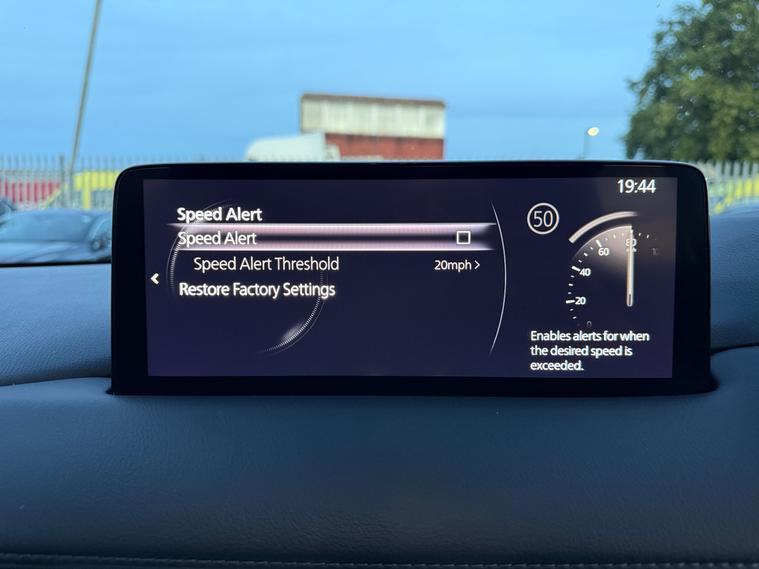 19:44
Speed Alert
Speed Alert
Speed Alert Threshold 20mph >
Restore Factory Settings
50
80
60
40
20
0
Enables alerts for when
the desired speed is
exceeded.